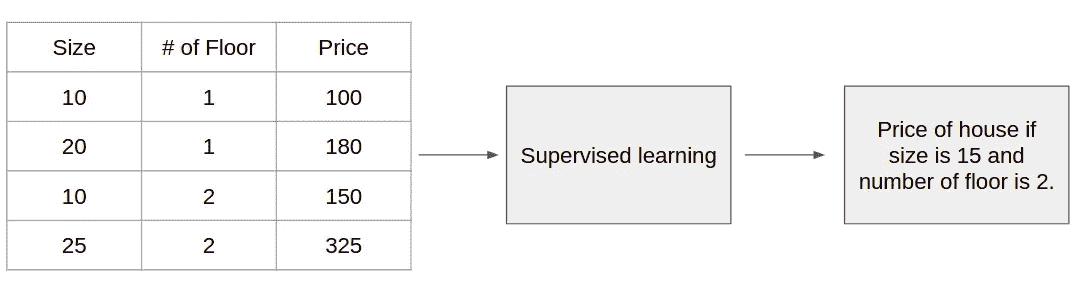 Size # of Floor Price
10 1 100
20 1 180
10 2 150
25 2 325
Supervised learning
Price of house if
size is 15 and
number of floor is 2.